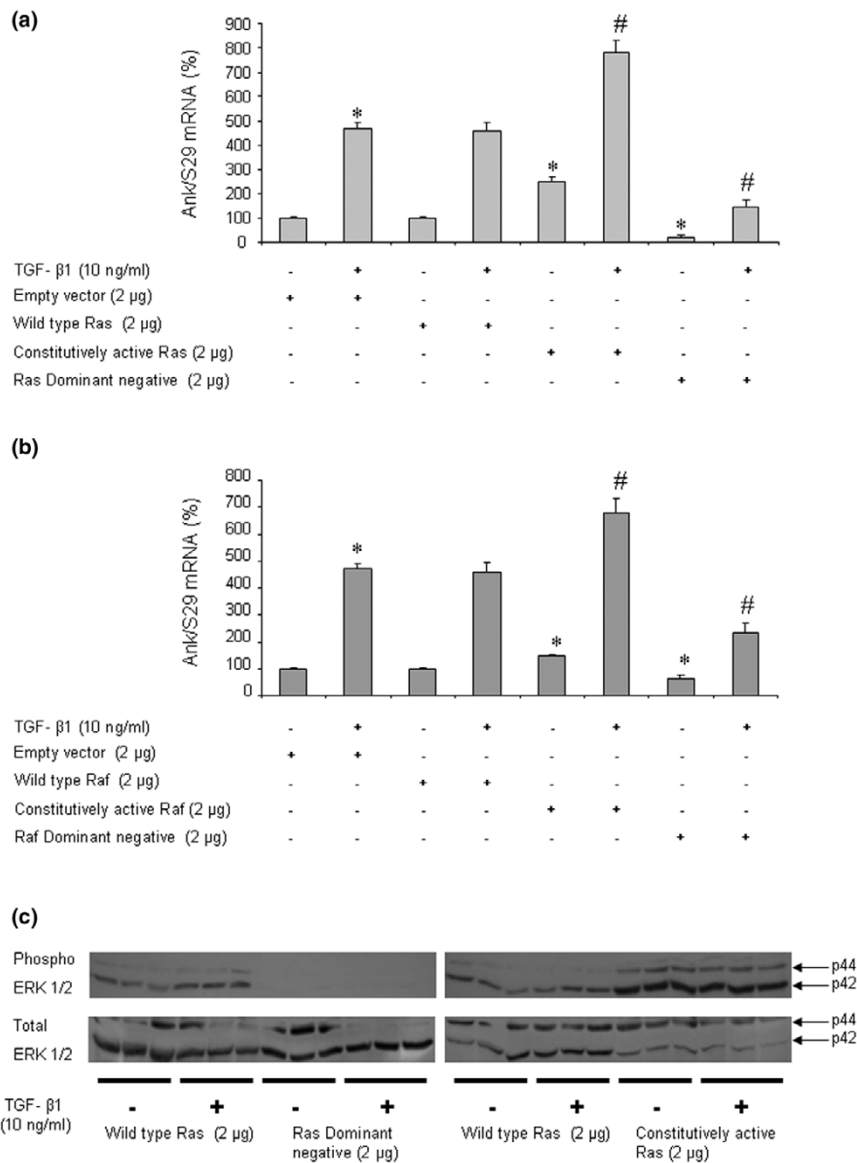 (a)
900
800
700
600
500
400
300
200
100
0
Ank/S29 mRNA (%)
* * # * #
TGF- β1 (10 ng/ml) - + - + - + - +
Empty vector (2 µg) + + - - - - - -
Wild type Ras (2 µg) - - + + - - - -
Constitutively active Ras (2 µg) - - - - + + - -
Ras Dominant negative (2 µg) - - - - - - + +
(b)
800
700
600
500
400
300
200
100
0
Ank/S29 mRNA (%)
* * # * #
TGF- β1 (10 ng/ml) - + - + - + - +
Empty vector (2 µg) + + - - - - - -
Wild type Raf (2 µg) - - + + - - - -
Constitutively active Raf (2 µg) - - - - + + - -
Raf Dominant negative (2 µg) - - - - - - + +
(c)
Phospho
ERK 1/2
p44
p42
Total
ERK 1/2
p44
p42
TGF- β1
(10 ng/ml)
- + - + - + - +
Wild type Ras (2 µg)
Ras Dominant
negative (2 µg)
Wild type Ras (2 µg)
Constitutively active
Ras (2 µg)